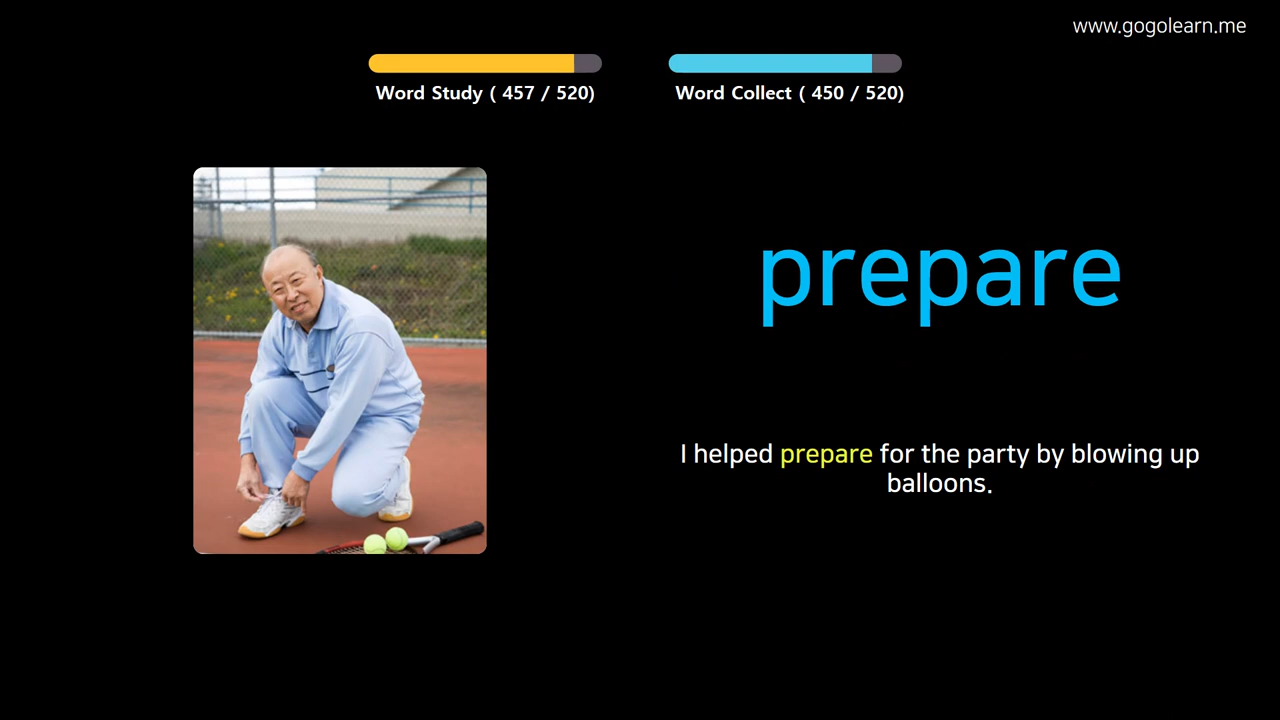 www.gogolearn.me
Word Study ( 457 / 520)
Word Collect ( 450 / 520)
prepare
I helped prepare for the party by blowing up
balloons.